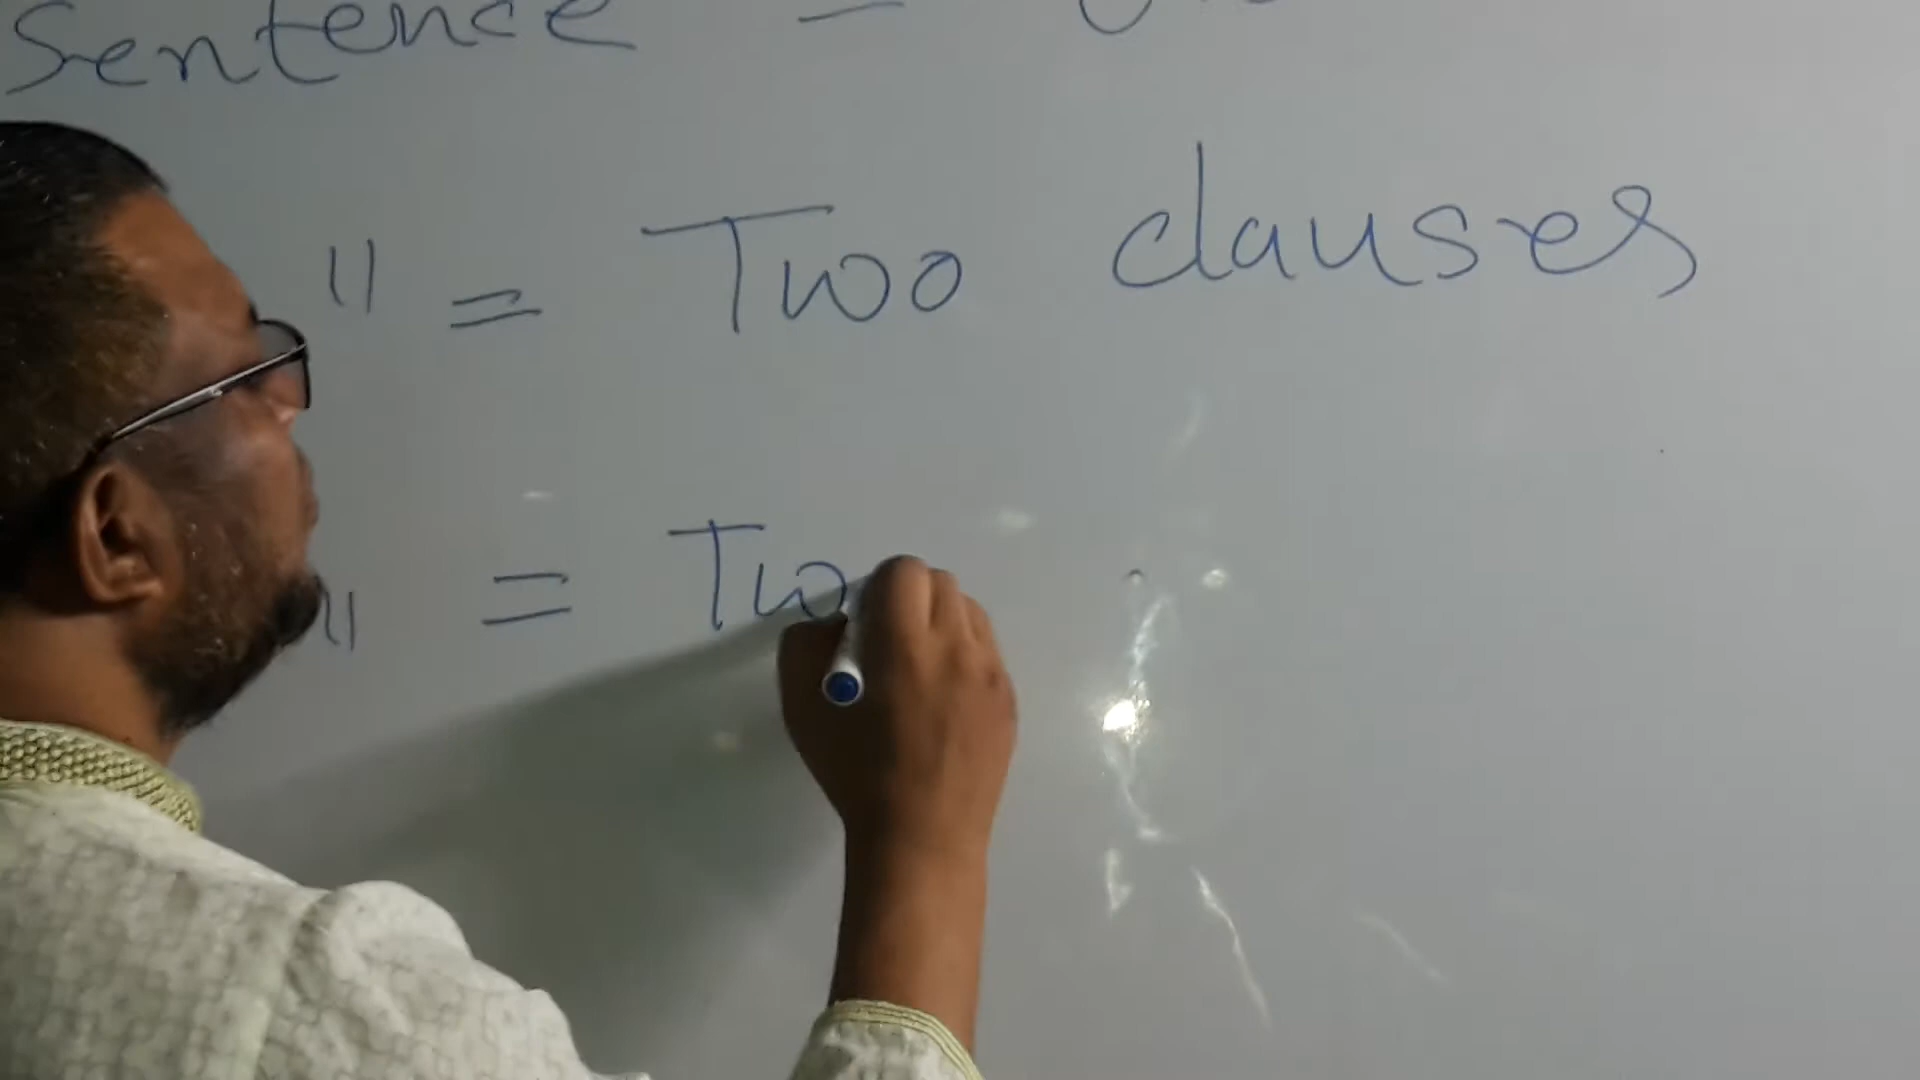 Sentence =
" = Two clauses
" = Two